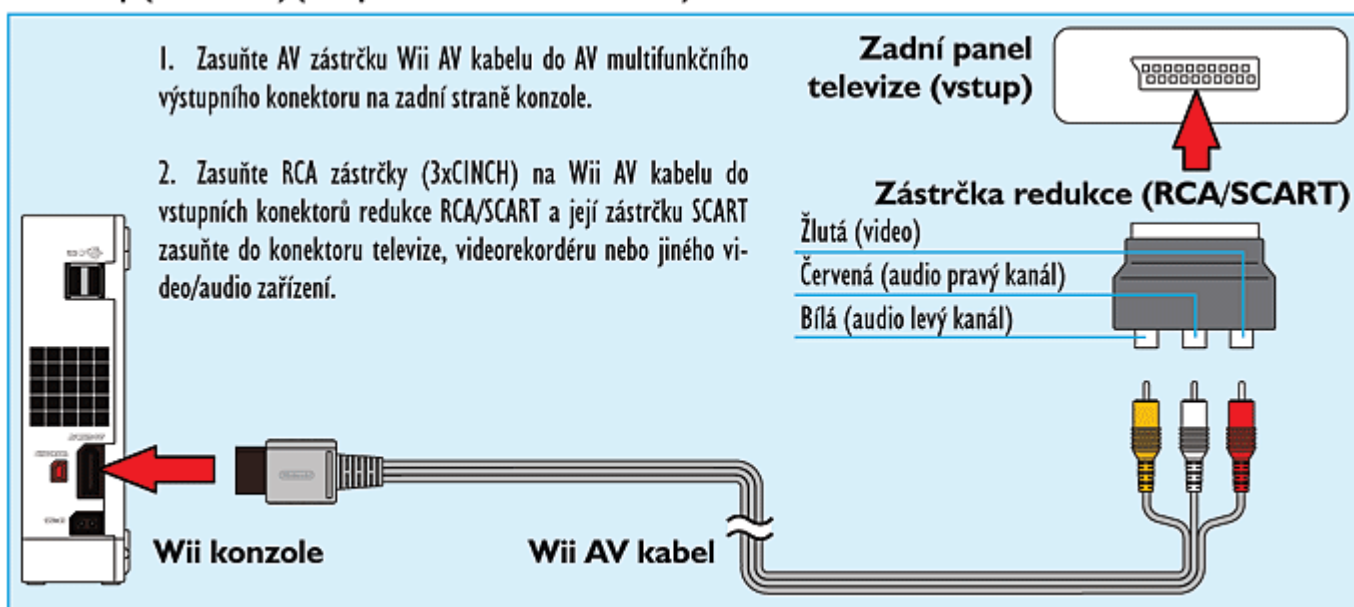 1. Zasuňte AV zástrčku Wii AV kabelu do AV multifunkčního
výstupního konektoru na zadní straně konzole.
2. Zasuňte RCA zástrčky (3xCINCH) na Wii AV kabelu do
vstupních konektorů redukce RCA/SCART a její zástrčku SCART
zasuňte do konektoru televize, videorekordéru nebo jiného vi-
deo/audio zařízení.
Zadní panel
televize (vstup)
Zástrčka redukce (RCA/SCART)
Žlutá (video)
Červená (audio pravý kanál)
Bílá (audio levý kanál)
Wii konzole
Wii AV kabel